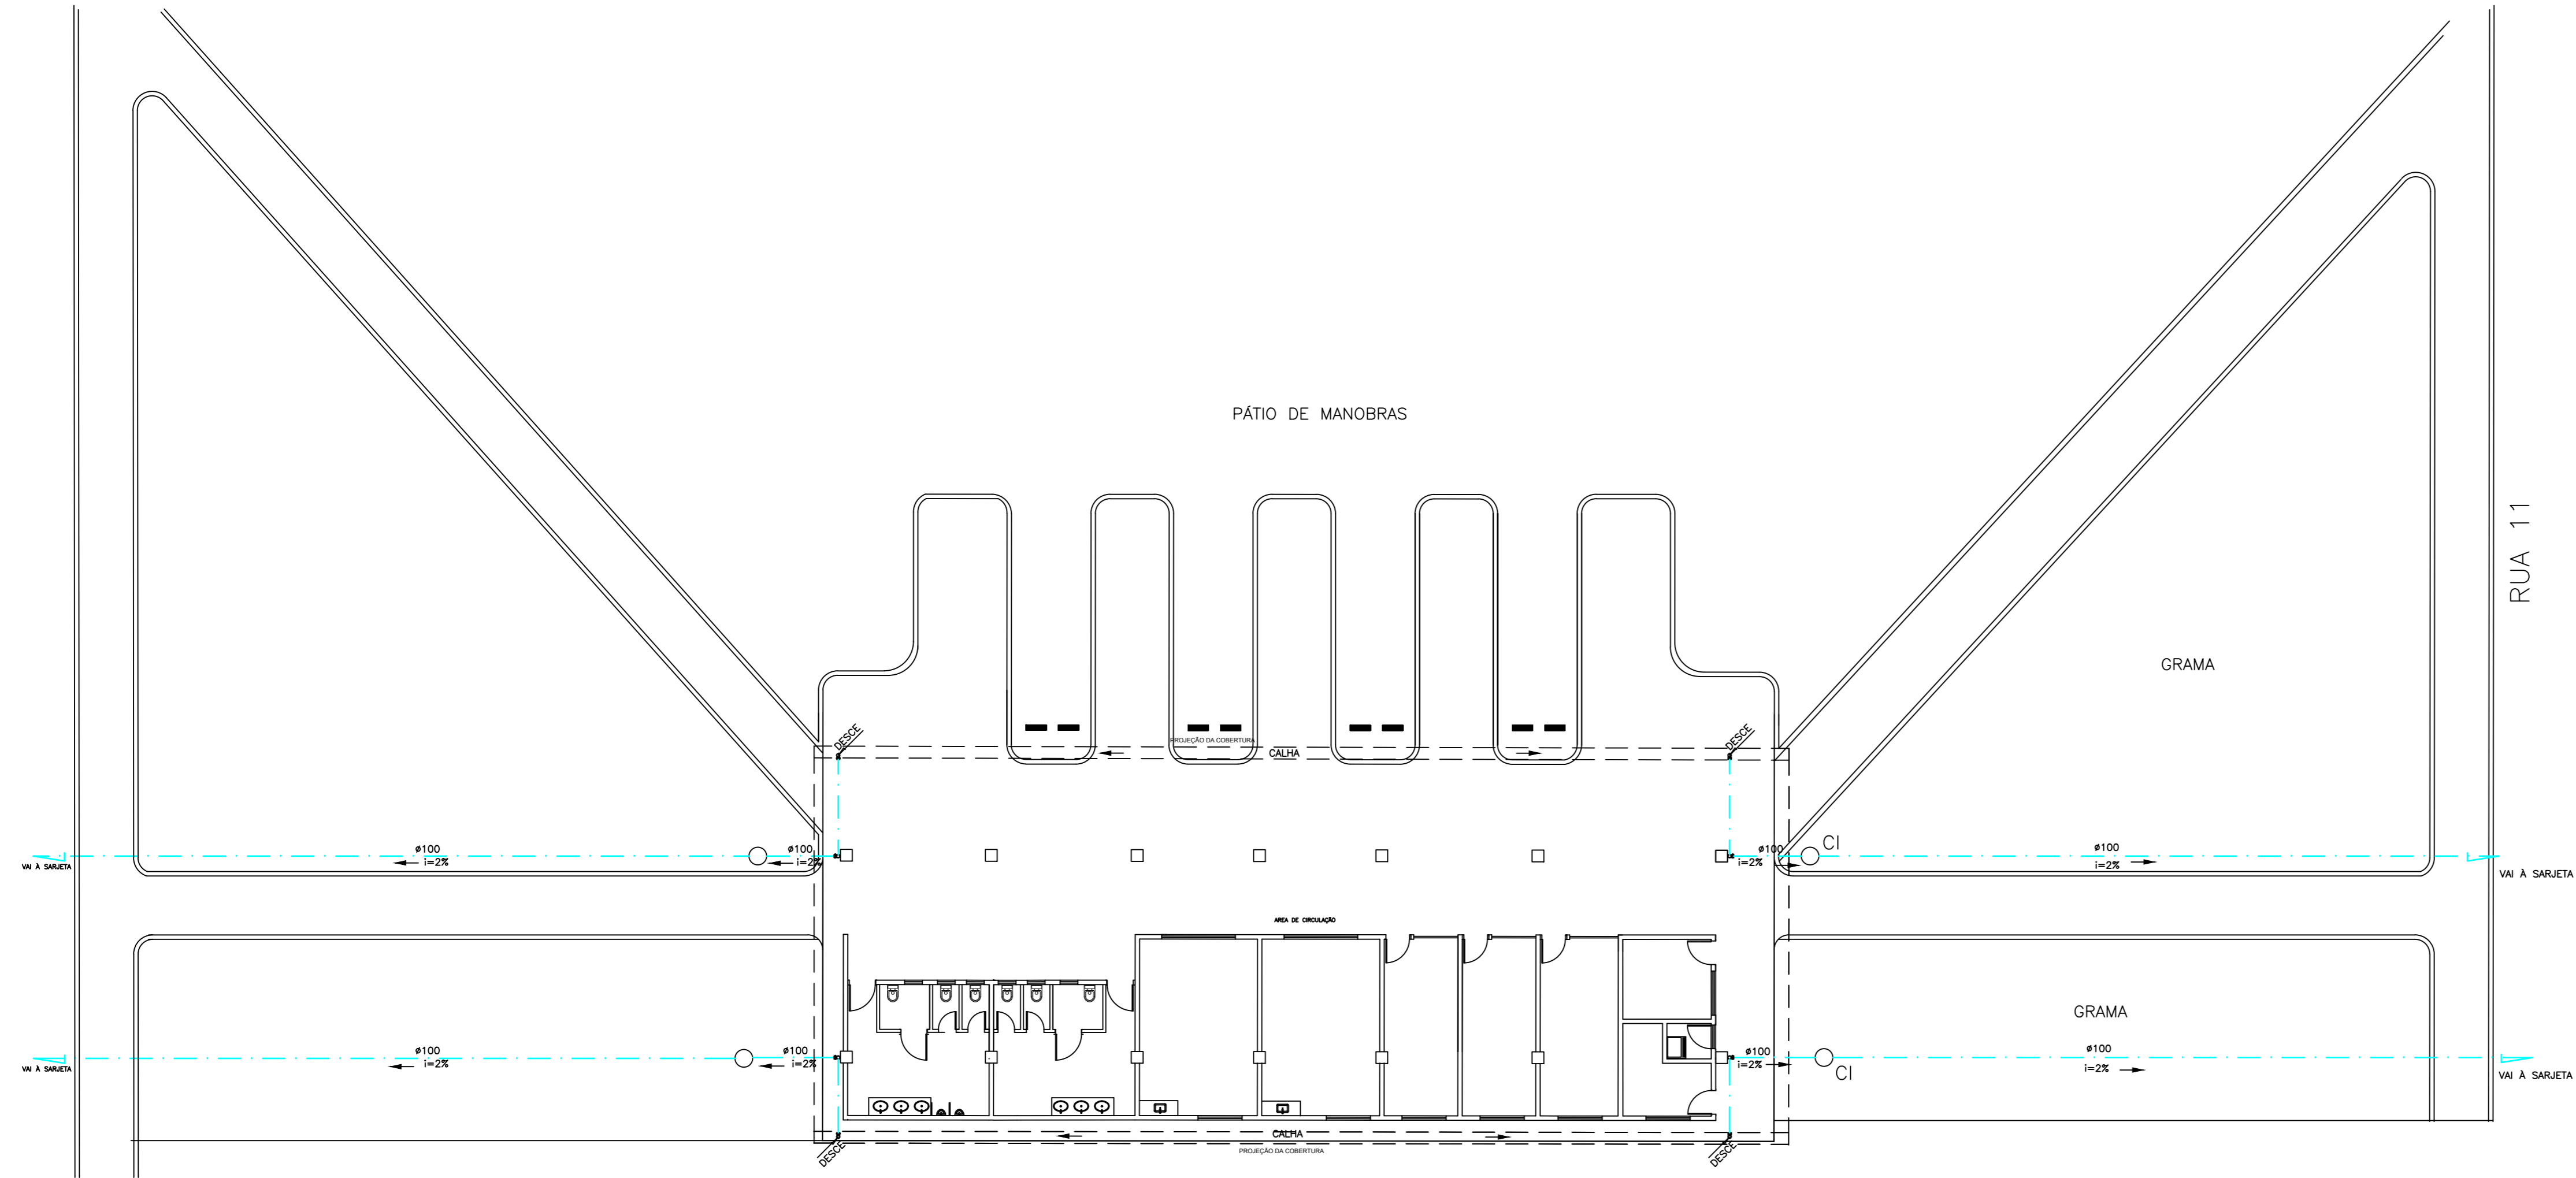 PÁTIO DE MANOBRAS
RUA 11
GRAMA
DESCE
PROJEÇÃO DA COBERTURA
CALHA
DESCE
ø100
i=2%
VAI À SARJETA
ø100
i=2%
ø100
i=2%
CI
ø100
i=2%
VAI À SARJETA
AREA DE CIRCULAÇÃO
GRAMA
ø100
i=2%
VAI À SARJETA
ø100
i=2%
ø100
i=2%
CI
ø100
i=2%
VAI À SARJETA
CALHA
DESCE
PROJEÇÃO DA COBERTURA
DESCE